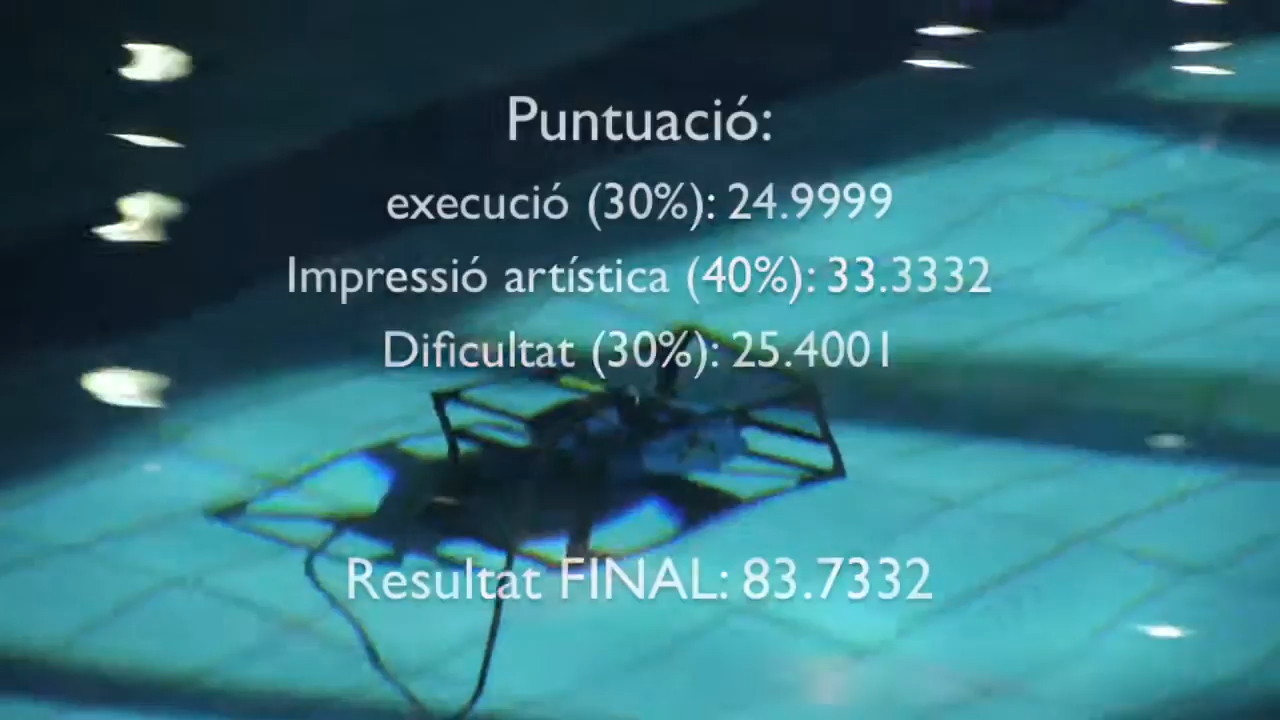 Puntuació:
execució (30%): 24.9999
Impressió artística (40%): 33.3332
Dificultat (30%): 25.4001
Resultat FINAL: 83.7332